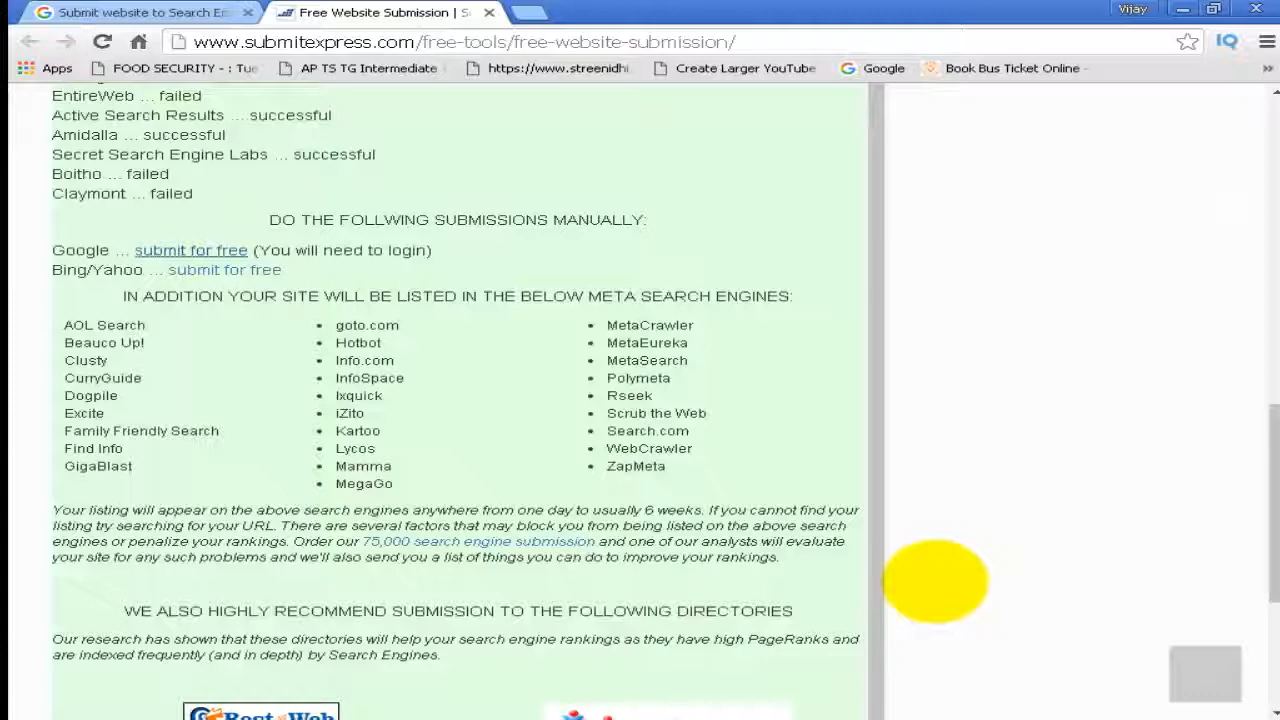 Submit website to Search En
Free Website Submission | S
Vijay
www.submitexpress.com/free-tools/free-website-submission/
IQ
Apps
FOOD SECURITY - : Tue
AP TS TG Intermediate
https://www.streenidhi
Create Larger YouTube
Google
Book Bus Ticket Online -
»
EntireWeb ... failed
Active Search Results ... successful
Amidalla ... successful
Secret Search Engine Labs ... successful
Boitho ... failed
Claymont ... failed
DO THE FOLLWING SUBMISSIONS MANUALLY:
Google ... submit for free (You will need to login)
Bing/Yahoo ... submit for free
IN ADDITION YOUR SITE WILL BE LISTED IN THE BELOW META SEARCH ENGINES:
AOL Search
Beauco Up!
Clusty
CurryGuide
Dogpile
Excite
Family Friendly Search
Find Info
GigaBlast
• goto.com
• Hotbot
• Info.com
• InfoSpace
• Ixquick
• iZito
• Kartoo
• Lycos
• Mamma
• MegaGo
• MetaCrawler
• MetaEureka
• MetaSearch
• Polymeta
• Rseek
• Scrub the Web
• Search.com
• WebCrawler
• ZapMeta
Your listing will appear on the above search engines anywhere from one day to usually 6 weeks. If you cannot find your
listing try searching for your URL. There are several factors that may block you from being listed on the above search
engines or penalize your rankings. Order our 75,000 search engine submission and one of our analysts will evaluate
your site for any such problems and we'll also send you a list of things you can do to improve your rankings.
WE ALSO HIGHLY RECOMMEND SUBMISSION TO THE FOLLOWING DIRECTORIES
Our research has shown that these directories will help your search engine rankings as they have high PageRanks and
are indexed frequently (and in depth) by Search Engines.
Best Web